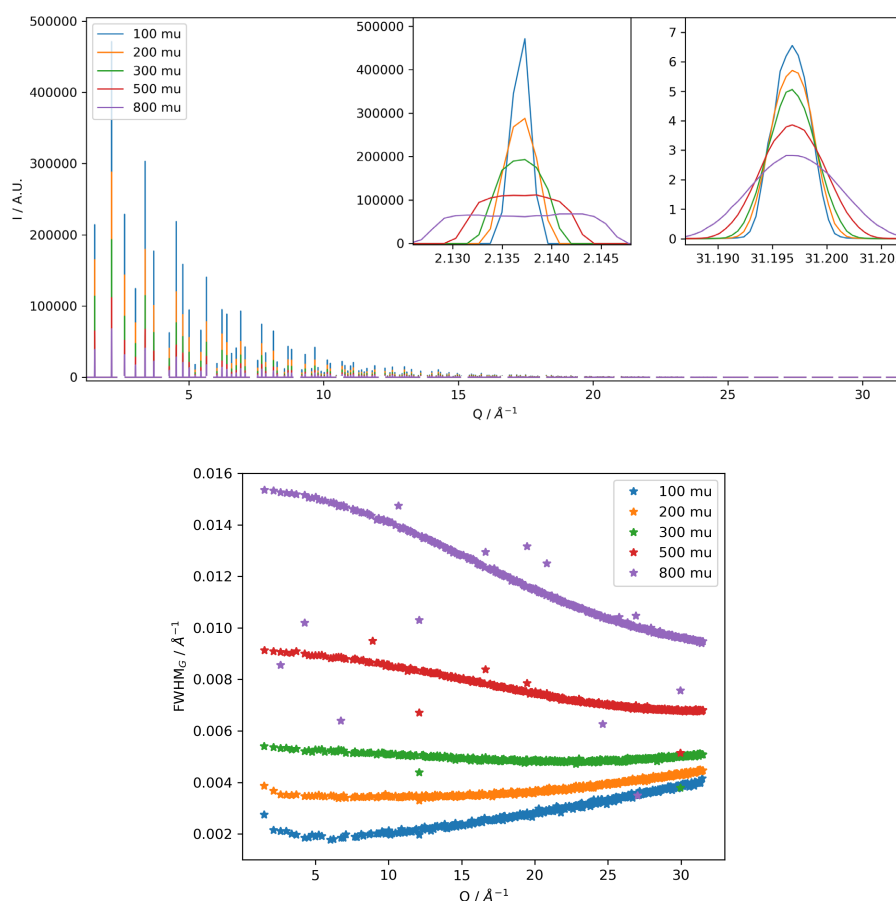 500000
400000
300000
200000
100000
0
I / A.U.
100 mu
200 mu
300 mu
500 mu
800 mu
500000
400000
300000
200000
100000
0
2.130 2.135 2.140 2.145
7
6
5
4
3
2
1
0
31.190 31.195 31.200 31.20
5 10 15 20 25 30
Q / Å⁻¹
0.016
0.014
0.012
0.010
0.008
0.006
0.004
0.002
FWHM_G / Å⁻¹
100 mu
200 mu
300 mu
500 mu
800 mu
5 10 15 20 25 30
Q / Å⁻¹